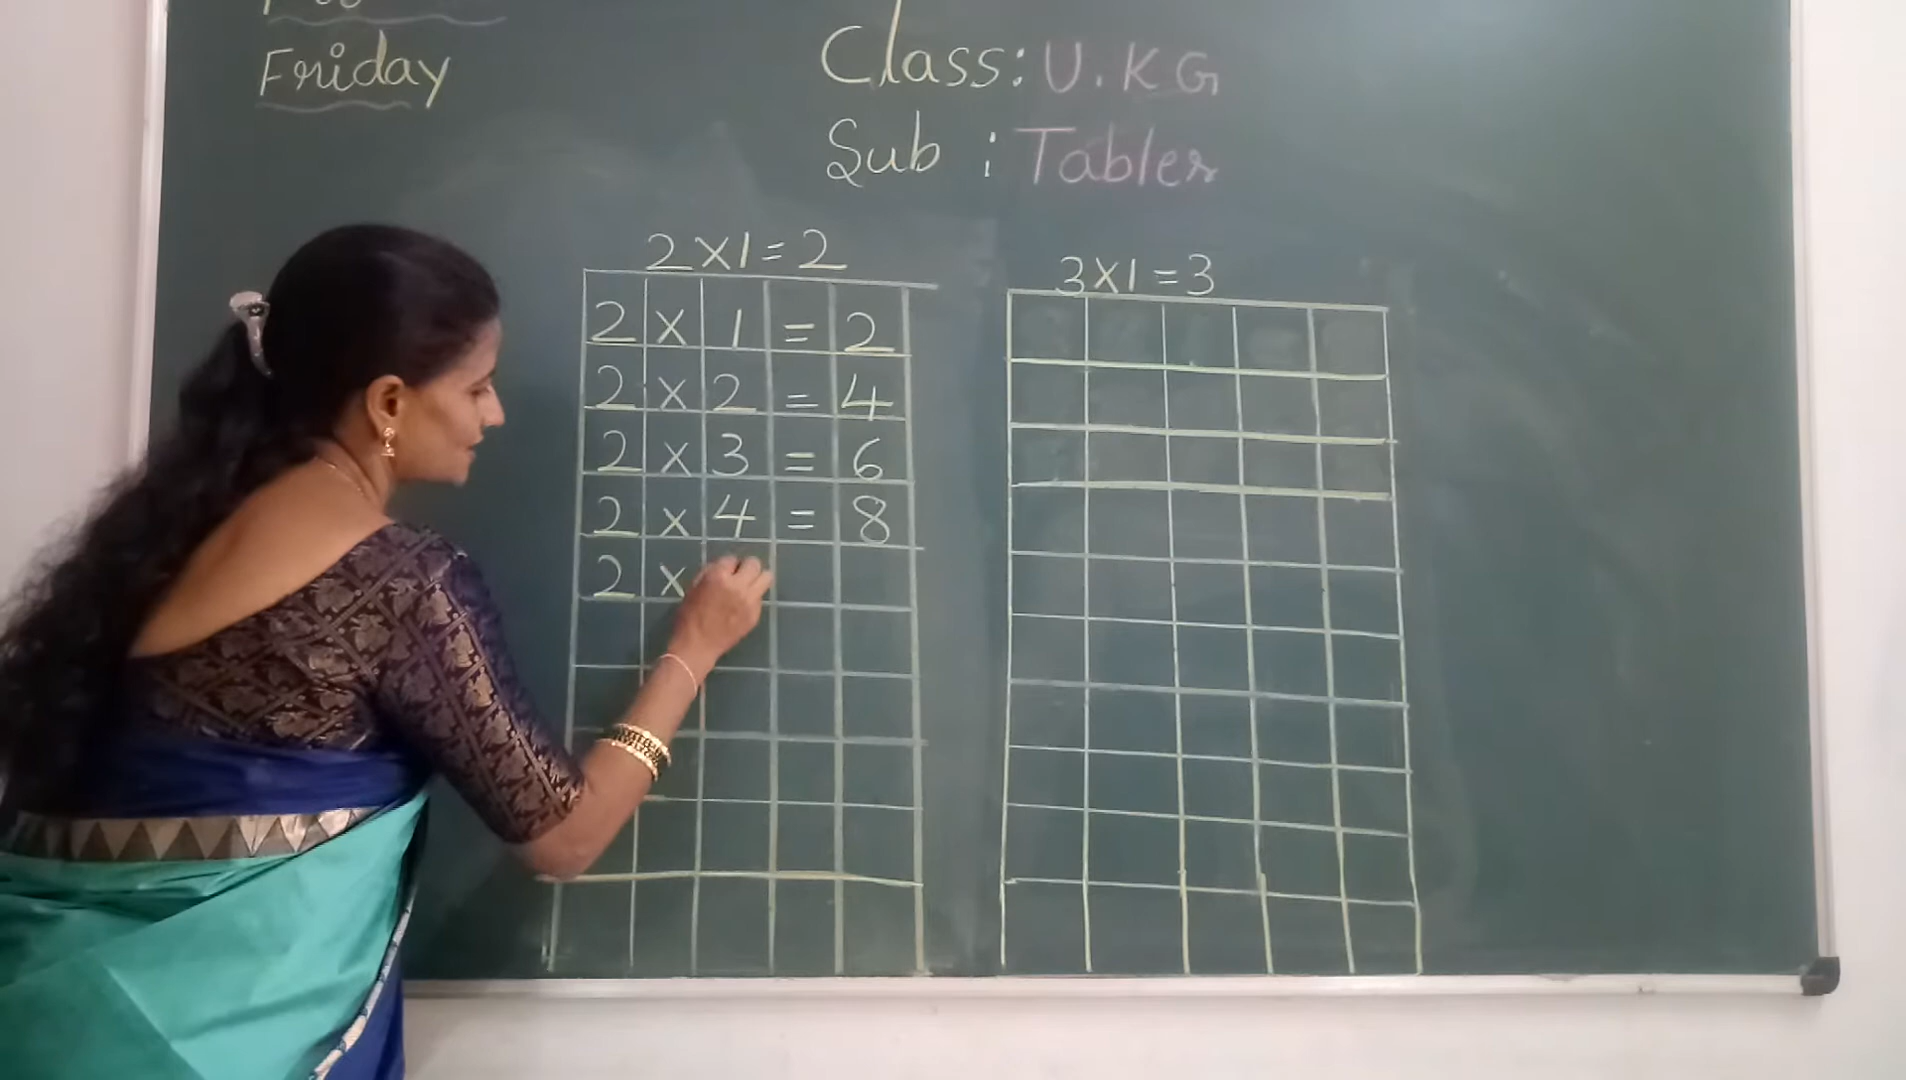 Friday
Class: U.K.G
Sub : Tables
2x1=2
2 x 1 = 2
2 x 2 = 4
2 x 3 = 6
2 x 4 = 8
2 x
3x1=3